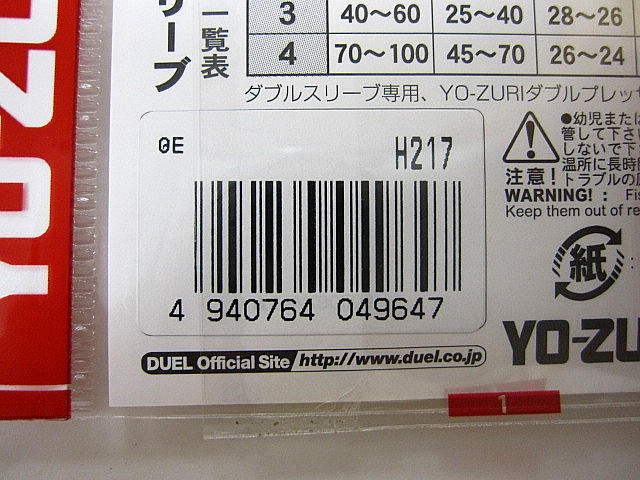 YO-ZU
リーブ
一覧表
3 40〜60 25〜40 28〜26
4 70〜100 45〜70 26〜24
ダブルスリーブ専用、YO-ZURIダブルプレッサ
0E
H217
4 940764 049647
DUEL Official Site http://www.duel.co.jp
注意!
●幼児また
管して下さい
しないで下
温所に長時
トラブルの
WARNING! : Fis
Keep them out of re
紙
YO-ZU
1